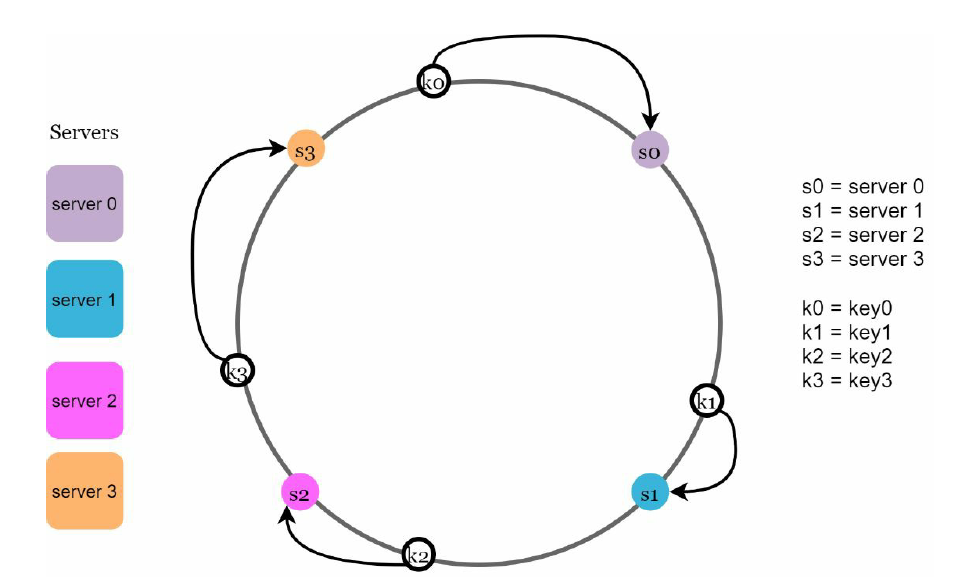 Servers
server 0
server 1
server 2
server 3
k0
s0
k1
s1
k2
s2
k3
s3
s0 = server 0
s1 = server 1
s2 = server 2
s3 = server 3
k0 = key0
k1 = key1
k2 = key2
k3 = key3